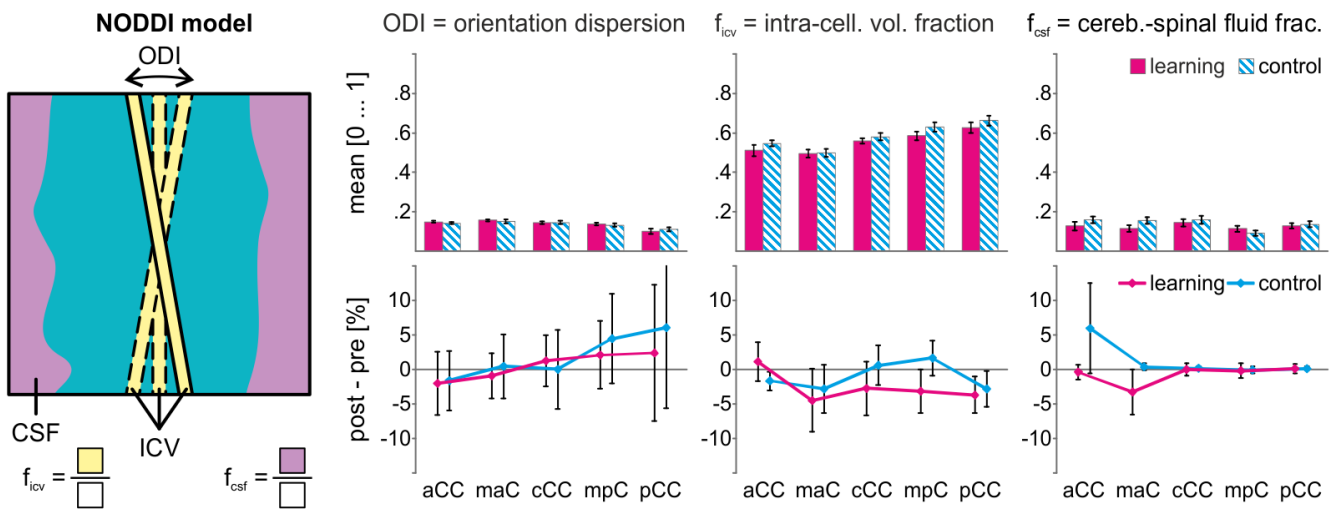 NODDI model
ODI
CSF
ICV
f_icv =
f_csf =
ODI = orientation dispersion
f_icv = intra-cell. vol. fraction
f_csf = cereb.-spinal fluid frac.
mean [0 ... 1]
.8
.6
.4
.2
.8
.6
.4
.2
.8
.6
.4
.2
learning control
post - pre [%]
10
5
0
-5
-10
10
5
0
-5
-10
10
5
0
-5
-10
learning control
aCC maC cCC mpC pCC
aCC maC cCC mpC pCC
aCC maC cCC mpC pCC